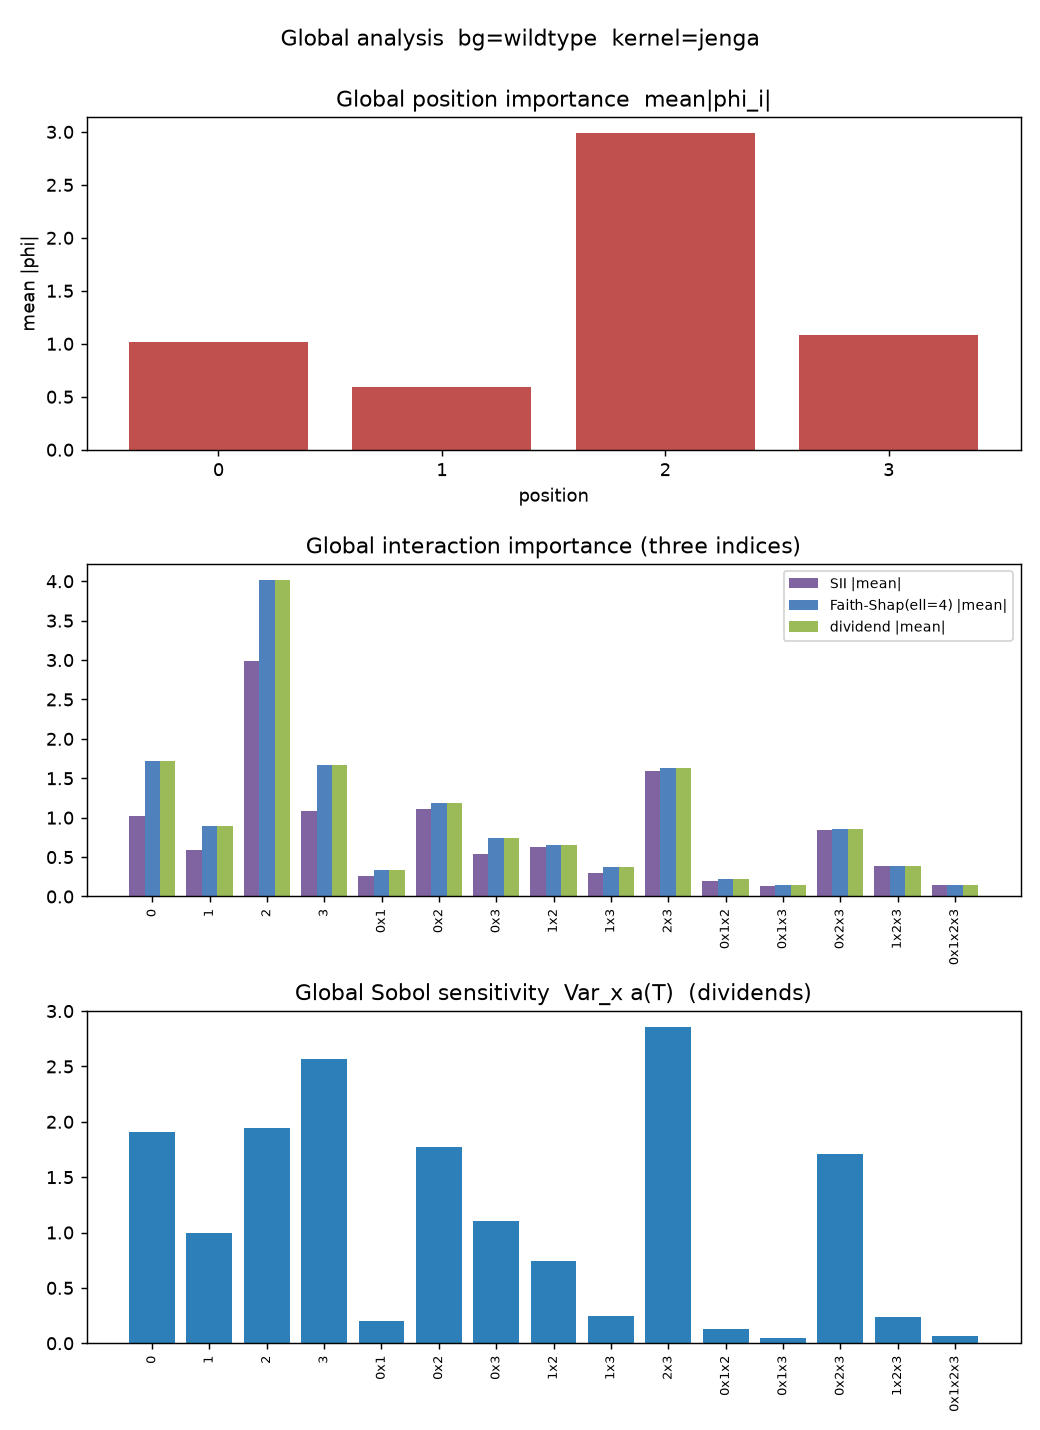 Global analysis  bg=wildtype  kernel=jenga
Global position importance  mean|phi_i|
mean |phi|
3.0
2.5
2.0
1.5
1.0
0.5
0.0
0 1 2 3
position
Global interaction importance (three indices)
SII |mean|
Faith-Shap(ell=4) |mean|
dividend |mean|
4.0
3.5
3.0
2.5
2.0
1.5
1.0
0.5
0.0
0 1 2 3 0x1 0x2 0x3 1x2 1x3 2x3 0x1x2 0x1x3 0x2x3 1x2x3 0x1x2x3
Global Sobol sensitivity  Var_x a(T)  (dividends)
3.0
2.5
2.0
1.5
1.0
0.5
0.0
0 1 2 3 0x1 0x2 0x3 1x2 1x3 2x3 0x1x2 0x1x3 0x2x3 1x2x3 0x1x2x3